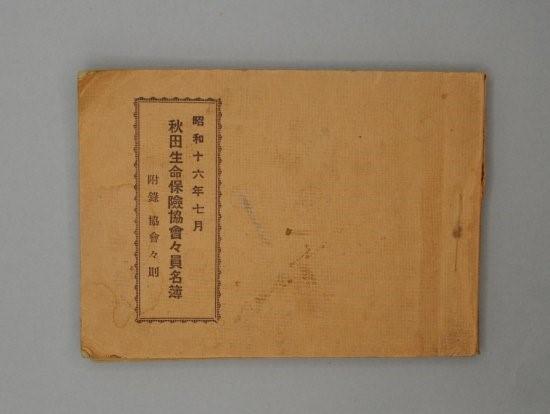 昭和十六年七月
秋田生命保險協會々員名簿
附錄 協會々則